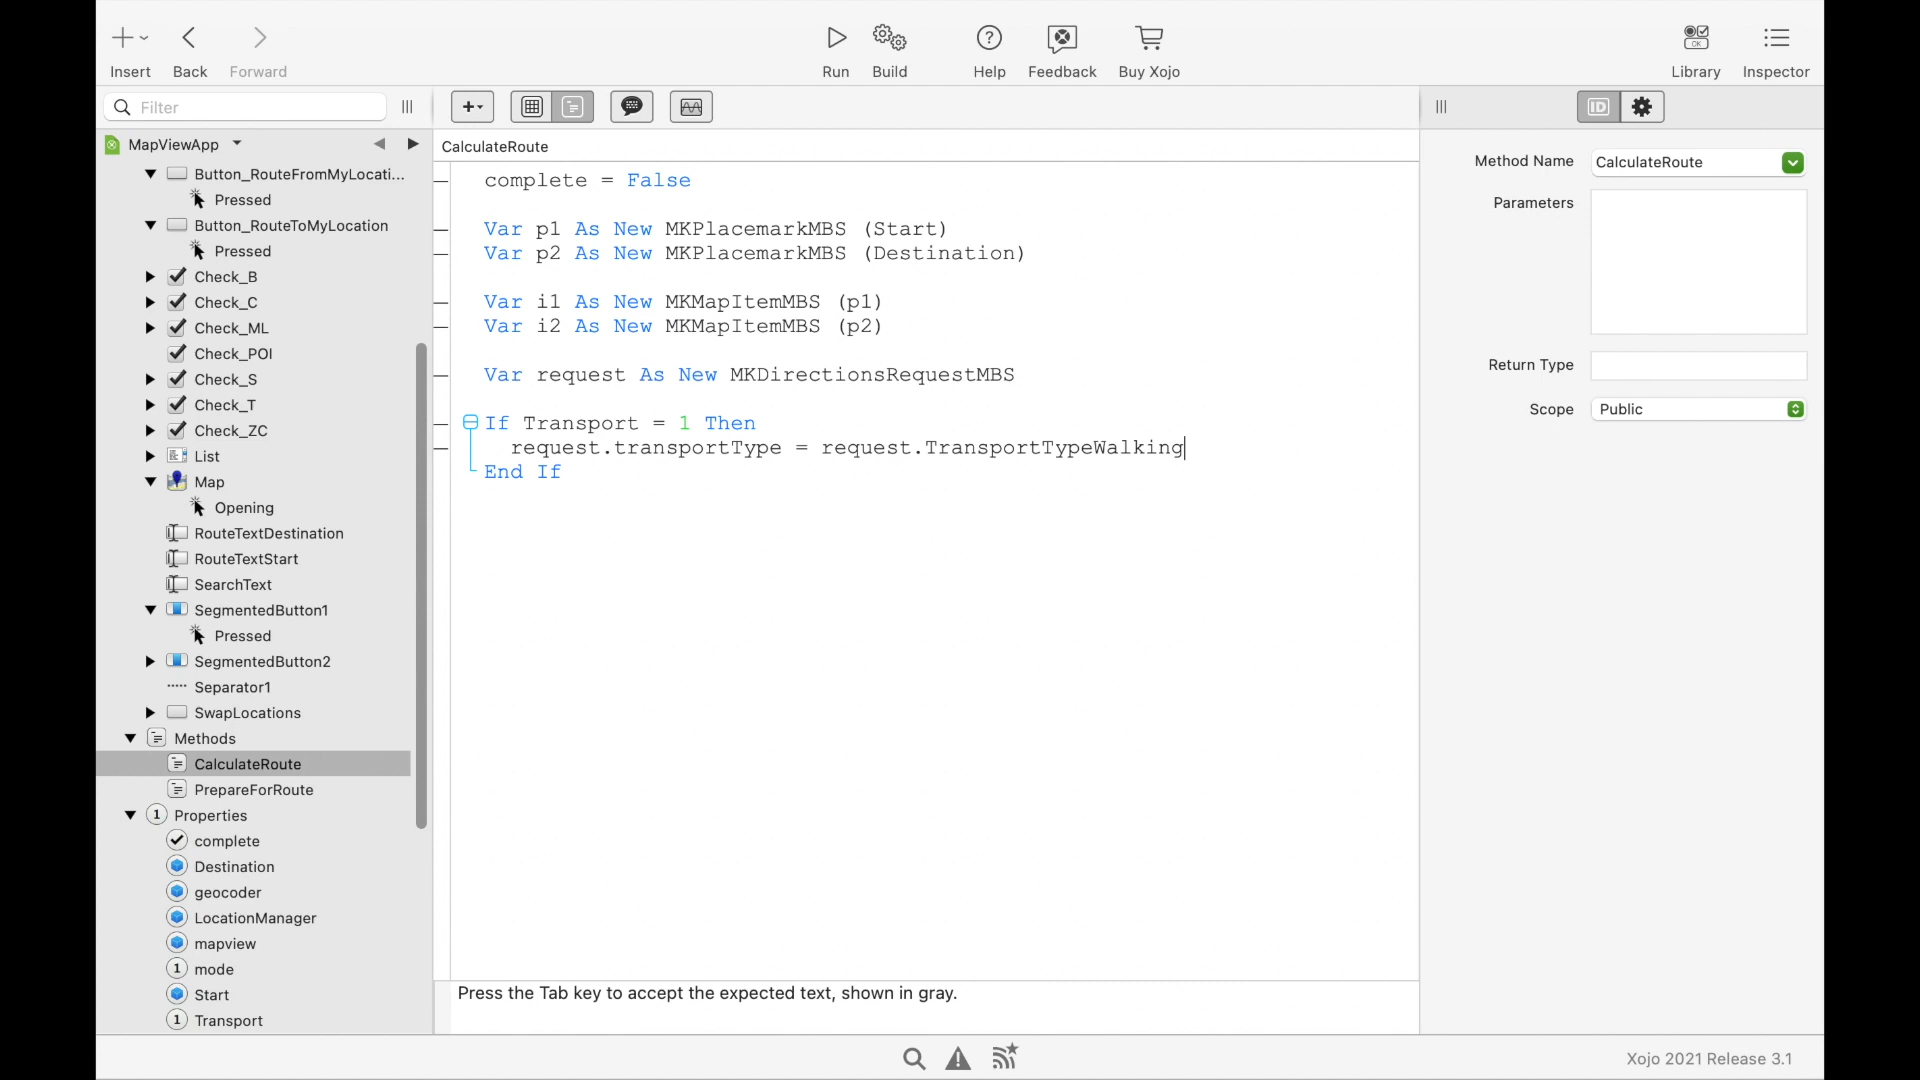 Insert
Back
Forward
Run
Build
Help
Feedback
Buy Xojo
Library
Inspector
Filter
MapViewApp
Button_RouteFromMyLocati...
Pressed
Button_RouteToMyLocation
Pressed
Check_B
Check_C
Check_ML
Check_POI
Check_S
Check_T
Check_ZC
List
Map
Opening
RouteTextDestination
RouteTextStart
SearchText
SegmentedButton1
Pressed
SegmentedButton2
Separator1
SwapLocations
Methods
CalculateRoute
PrepareForRoute
1 Properties
complete
Destination
geocoder
LocationManager
mapview
1 mode
Start
1 Transport
CalculateRoute
complete = False
Var p1 As New MKPlacemarkMBS (Start)
Var p2 As New MKPlacemarkMBS (Destination)
Var i1 As New MKMapItemMBS (p1)
Var i2 As New MKMapItemMBS (p2)
Var request As New MKDirectionsRequestMBS
If Transport = 1 Then
request.transportType = request.TransportTypeWalking
End If
Press the Tab key to accept the expected text, shown in gray.
ID
Method Name CalculateRoute
Parameters
Return Type
Scope Public
Xojo 2021 Release 3.1